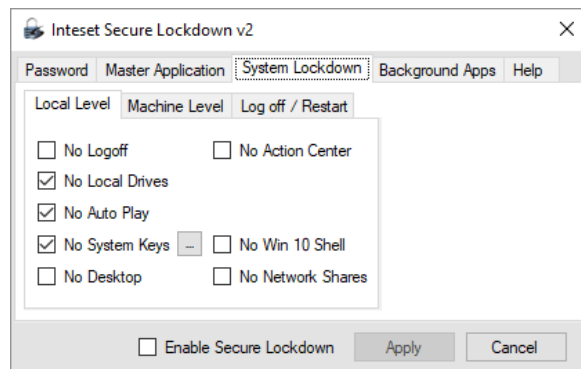 Inteset Secure Lockdown v2
Password Master Application System Lockdown Background Apps Help
Local Level Machine Level Log off / Restart
No Logoff No Action Center
No Local Drives
No Auto Play
No System Keys ... No Win 10 Shell
No Desktop No Network Shares
Enable Secure Lockdown Apply Cancel